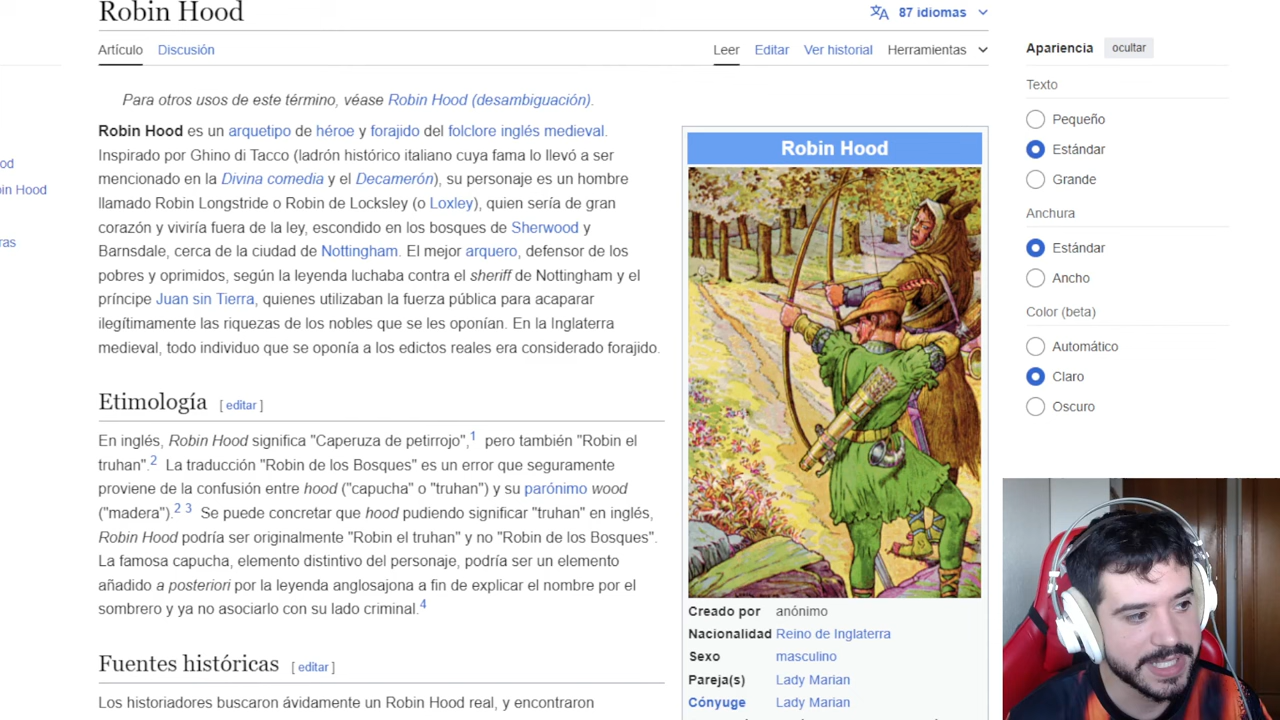 Robin Hood
87 idiomas
Artículo Discusión Leer Editar Ver historial Herramientas
Para otros usos de este término, véase Robin Hood (desambiguación).
Robin Hood es un arquetipo de héroe y forajido del folclore inglés medieval.
Inspirado por Ghino di Tacco (ladrón histórico italiano cuya fama lo llevó a ser
mencionado en la Divina comedia y el Decamerón), su personaje es un hombre
llamado Robin Longstride o Robin de Locksley (o Loxley), quien sería de gran
corazón y viviría fuera de la ley, escondido en los bosques de Sherwood y
Barnsdale, cerca de la ciudad de Nottingham. El mejor arquero, defensor de los
pobres y oprimidos, según la leyenda luchaba contra el sheriff de Nottingham y el
príncipe Juan sin Tierra, quienes utilizaban la fuerza pública para acaparar
ilegítimamente las riquezas de los nobles que se les oponían. En la Inglaterra
medieval, todo individuo que se oponía a los edictos reales era considerado forajido.
Etimología [ editar ]
En inglés, Robin Hood significa "Caperuza de petirrojo",1 pero también "Robin el
truhan".2 La traducción "Robin de los Bosques" es un error que seguramente
proviene de la confusión entre hood ("capucha" o "truhan") y su parónimo wood
("madera").2 3 Se puede concretar que hood pudiendo significar "truhan" en inglés,
Robin Hood podría ser originalmente "Robin el truhan" y no "Robin de los Bosques".
La famosa capucha, elemento distintivo del personaje, podría ser un elemento
añadido a posteriori por la leyenda anglosajona a fin de explicar el nombre por el
sombrero y ya no asociarlo con su lado criminal.4
Fuentes históricas [ editar ]
Los historiadores buscaron ávidamente un Robin Hood real, y encontraron
Robin Hood
Creado por anónimo
Nacionalidad Reino de Inglaterra
Sexo masculino
Pareja(s) Lady Marian
Cónyuge Lady Marian
Apariencia ocultar
Texto
Pequeño
Estándar
Grande
Anchura
Estándar
Ancho
Color (beta)
Automático
Claro
Oscuro